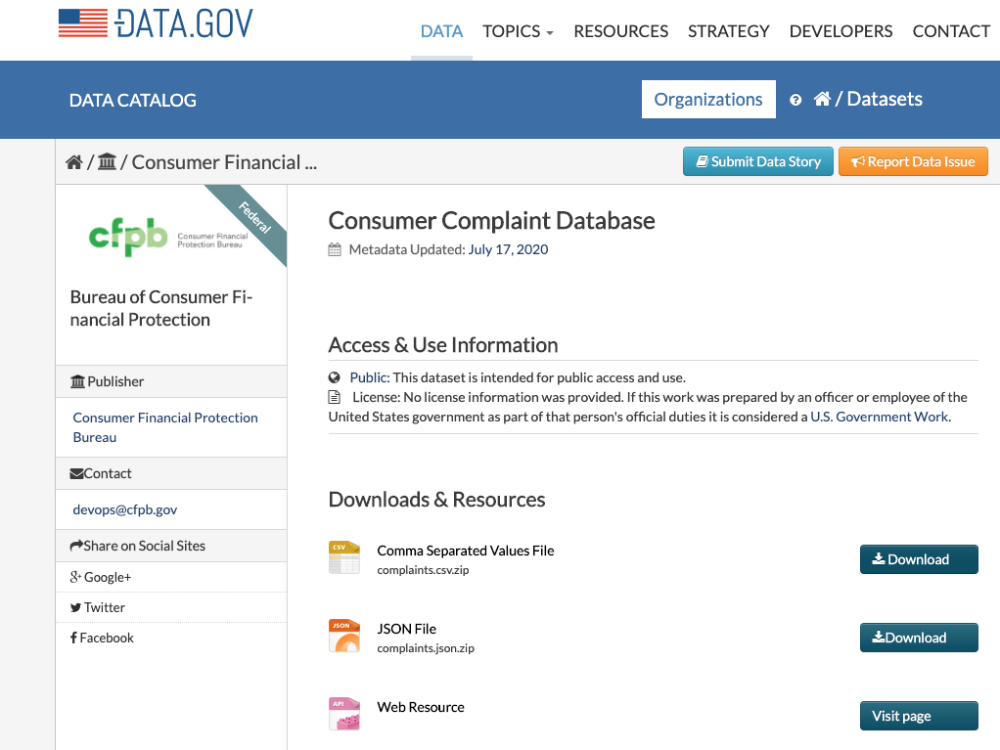 DATA.GOV
DATA TOPICS RESOURCES STRATEGY DEVELOPERS CONTACT
DATA CATALOG
Organizations
/ Datasets
/ / Consumer Financial ...
Submit Data Story
Report Data Issue
Federal
cfpb Consumer Financial
Protection Bureau
Bureau of Consumer Fi-
nancial Protection
Publisher
Consumer Financial Protection
Bureau
Contact
devops@cfpb.gov
Share on Social Sites
Google+
Twitter
Facebook
Consumer Complaint Database
Metadata Updated: July 17, 2020
Access & Use Information
Public: This dataset is intended for public access and use.
License: No license information was provided. If this work was prepared by an officer or employee of the
United States government as part of that person's official duties it is considered a U.S. Government Work.
Downloads & Resources
CSV
Comma Separated Values File
complaints.csv.zip
Download
JSON
JSON File
complaints.json.zip
Download
API
Web Resource
Visit page